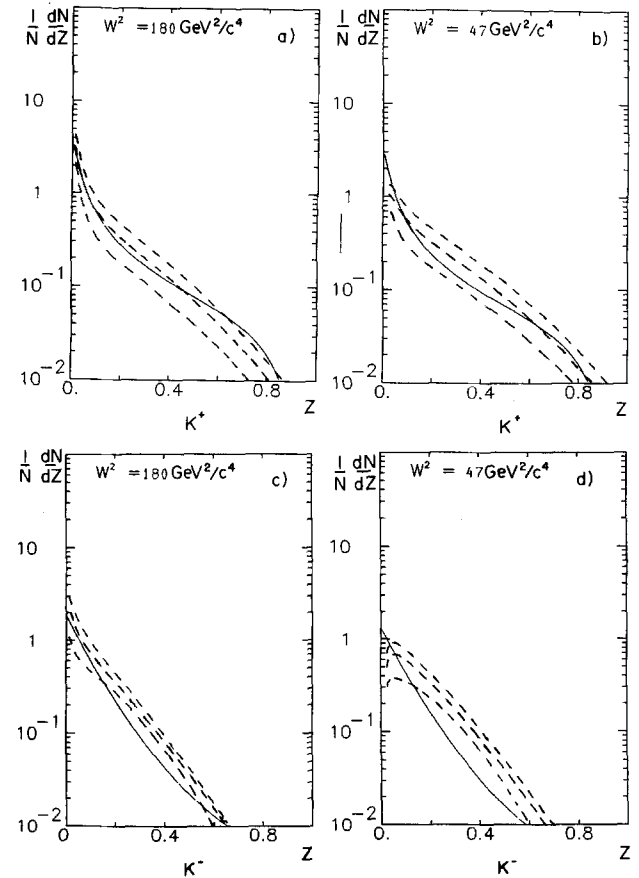 1/N dN/dZ W² = 180 GeV²/c⁴ a)
10
1
10⁻¹
10⁻²
0. 0.4 0.8 Z
K⁺
1/N dN/dZ W² = 47 GeV²/c⁴ b)
10
1
10⁻¹
10⁻²
0. 0.4 0.8 Z
K⁺
1/N dN/dZ W² = 180 GeV²/c⁴ c)
10
1
10⁻¹
10⁻²
0 0.4 0.8 Z
K⁻
1/N dN/dZ W² = 47 GeV²/c⁴ d)
10
1
10⁻¹
10⁻²
0. 0.4 0.8 Z
K⁻